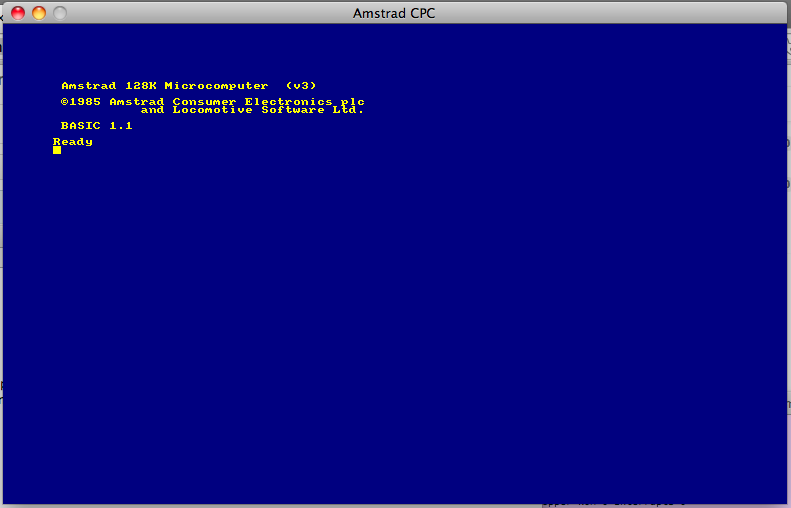 Amstrad CPC
Amstrad 128K Microcomputer  (v3)
©1985 Amstrad Consumer Electronics plc
and Locomotive Software Ltd.
BASIC 1.1
Ready